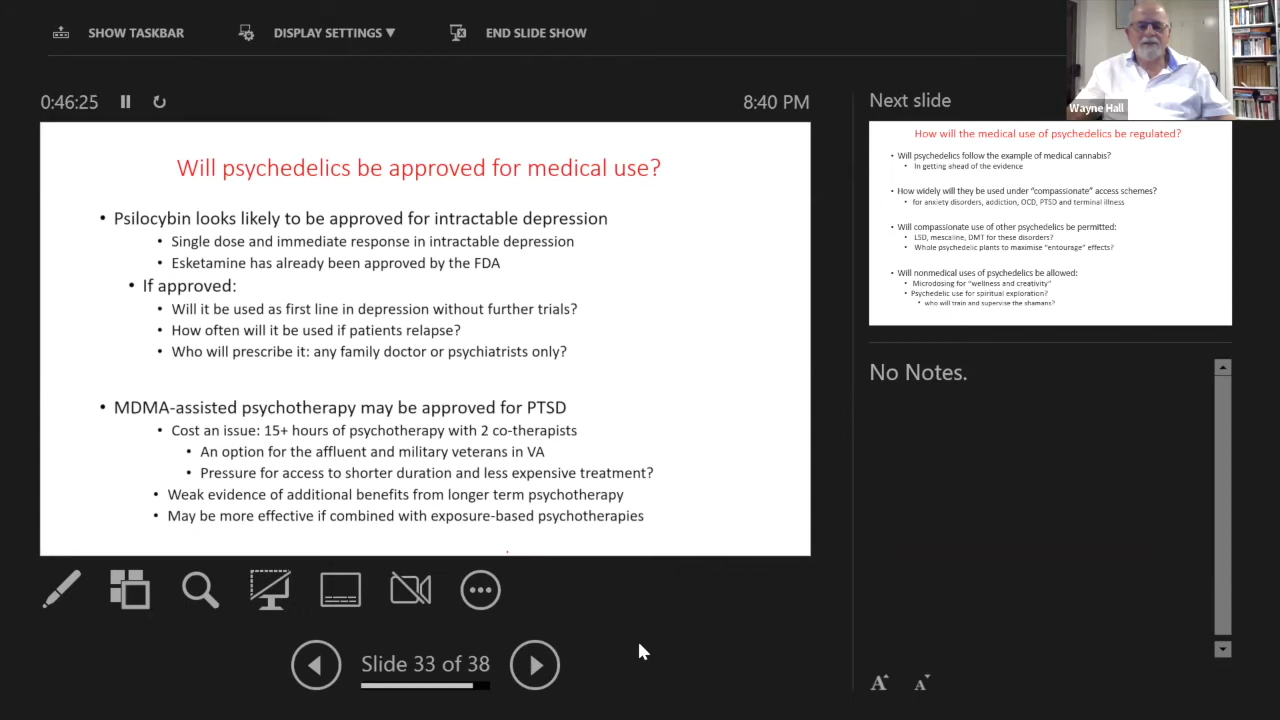 SHOW TASKBAR
DISPLAY SETTINGS ▼
END SLIDE SHOW
0:46:25
8:40 PM
Wayne Hall
Will psychedelics be approved for medical use?
• Psilocybin looks likely to be approved for intractable depression
• Single dose and immediate response in intractable depression
• Esketamine has already been approved by the FDA
• If approved:
• Will it be used as first line in depression without further trials?
• How often will it be used if patients relapse?
• Who will prescribe it: any family doctor or psychiatrists only?
• MDMA-assisted psychotherapy may be approved for PTSD
• Cost an issue: 15+ hours of psychotherapy with 2 co-therapists
• An option for the affluent and military veterans in VA
• Pressure for access to shorter duration and less expensive treatment?
• Weak evidence of additional benefits from longer term psychotherapy
• May be more effective if combined with exposure-based psychotherapies
Slide 33 of 38
Next slide
How will the medical use of psychedelics be regulated?
• Will psychedelics follow the example of medical cannabis?
• In getting ahead of the evidence
• How widely will they be used under “compassionate” access schemes?
• for anxiety disorders, addiction, OCD, PTSD and terminal illness
• Will compassionate use of other psychedelics be permitted:
• LSD, mescaline, DMT for these disorders?
• Whole psychedelic plants to maximise “entourage” effects?
• Will nonmedical uses of psychedelics be allowed:
• Microdosing for “wellness and creativity”
• Psychedelic use for spiritual exploration?
• who will train and supervise the shamans?
No Notes.
A A